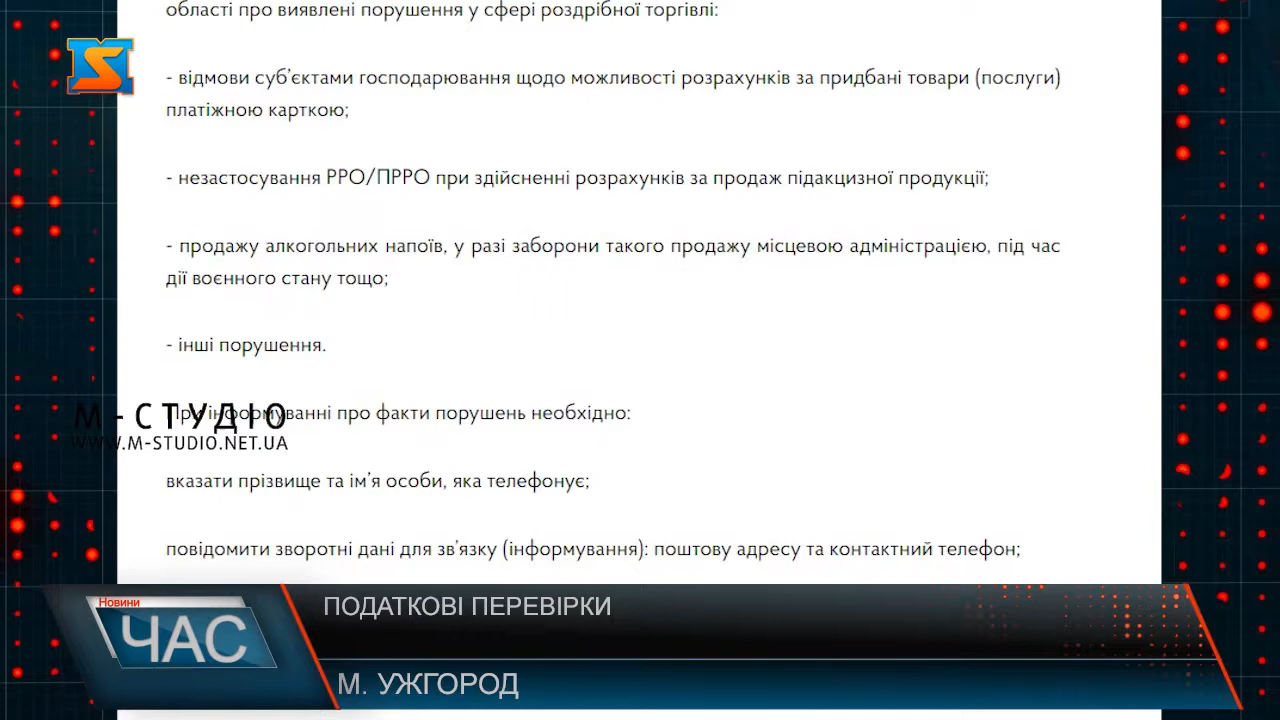 області про виявлені порушення у сфері роздрібної торгівлі:
- відмови суб’єктами господарювання щодо можливості розрахунків за придбані товари (послуги)
платіжною карткою;
- незастосування РРО/ПРРО при здійсненні розрахунків за продаж підакцизної продукції;
- продажу алкогольних напоїв, у разі заборони такого продажу місцевою адміністрацією, під час
дії воєнного стану тощо;
- інші порушення.
М-СТУДІО
При інформуванні про факти порушень необхідно:
WWW.M-STUDIO.NET.UA
вказати прізвище та ім’я особи, яка телефонує;
повідомити зворотні дані для зв’язку (інформування): поштову адресу та контактний телефон;
Новини
ЧАС
ПОДАТКОВІ ПЕРЕВІРКИ
М. УЖГОРОД